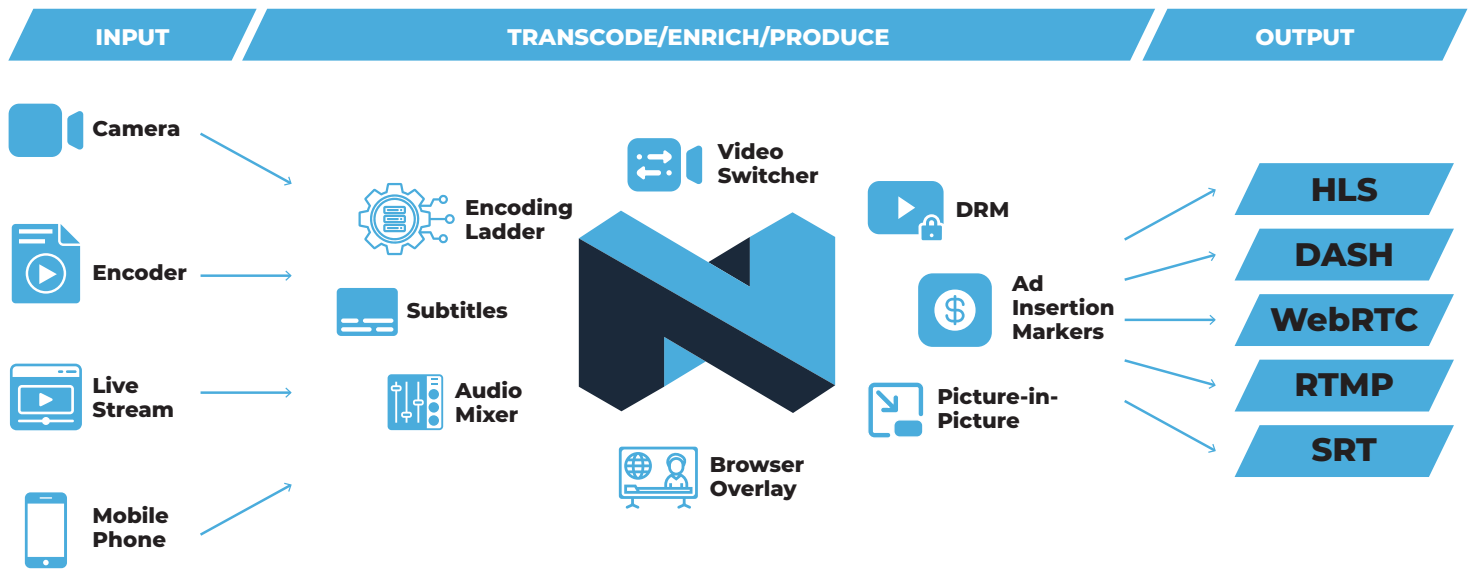 INPUT
TRANSCODE/ENRICH/PRODUCE
OUTPUT
Camera
Encoder
Live
Stream
Mobile
Phone
Encoding
Ladder
Subtitles
Audio
Mixer
Video
Switcher
Browser
Overlay
DRM
Ad
Insertion
Markers
Picture-in-
Picture
HLS
DASH
WebRTC
RTMP
SRT